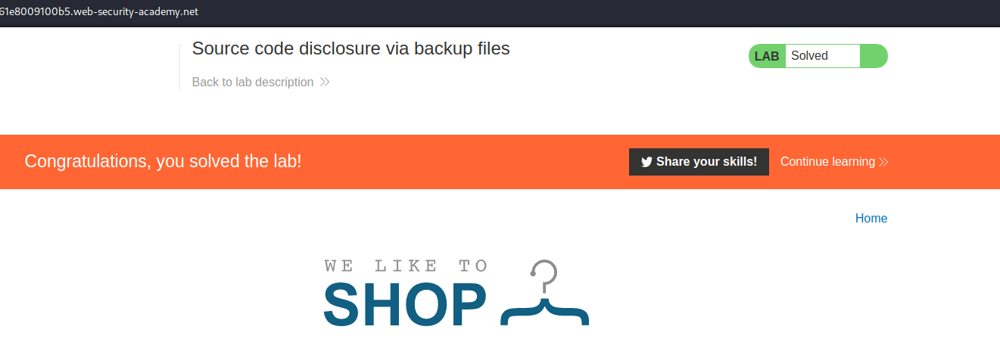 61e8009100b5.web-security-academy.net
Source code disclosure via backup files
LAB Solved
Back to lab description
Congratulations, you solved the lab!
Share your skills! Continue learning
Home
WE LIKE TO
SHOP